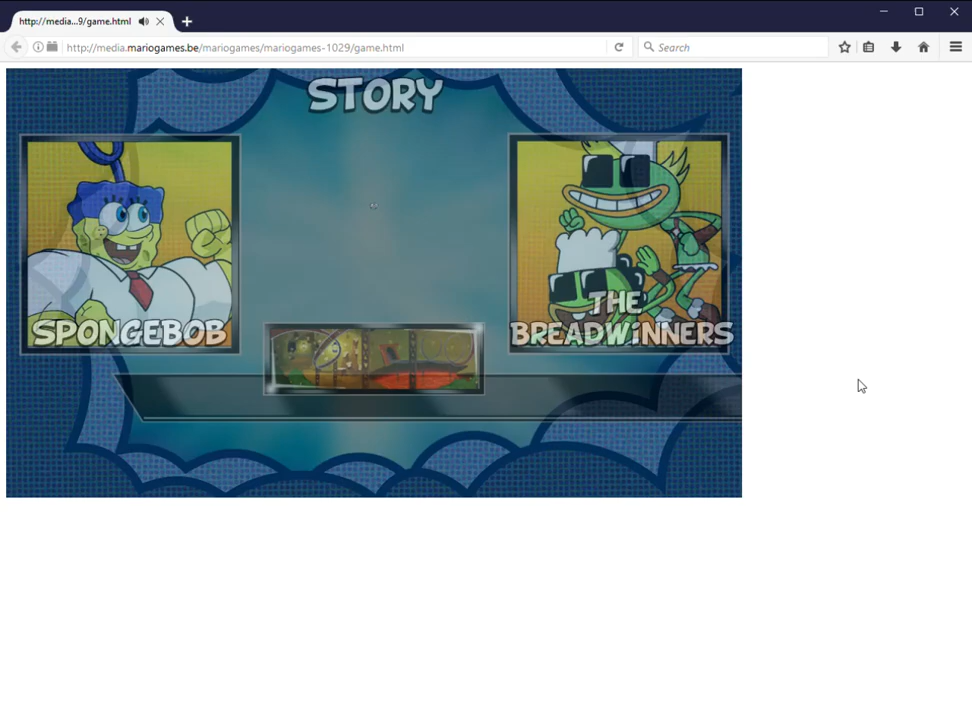 http://media...9/game.html
http://media.mariogames.be/mariogames/mariogames-1029/game.html
Search
STORY
SPONGEBOB
THE
BREADWiNNERS